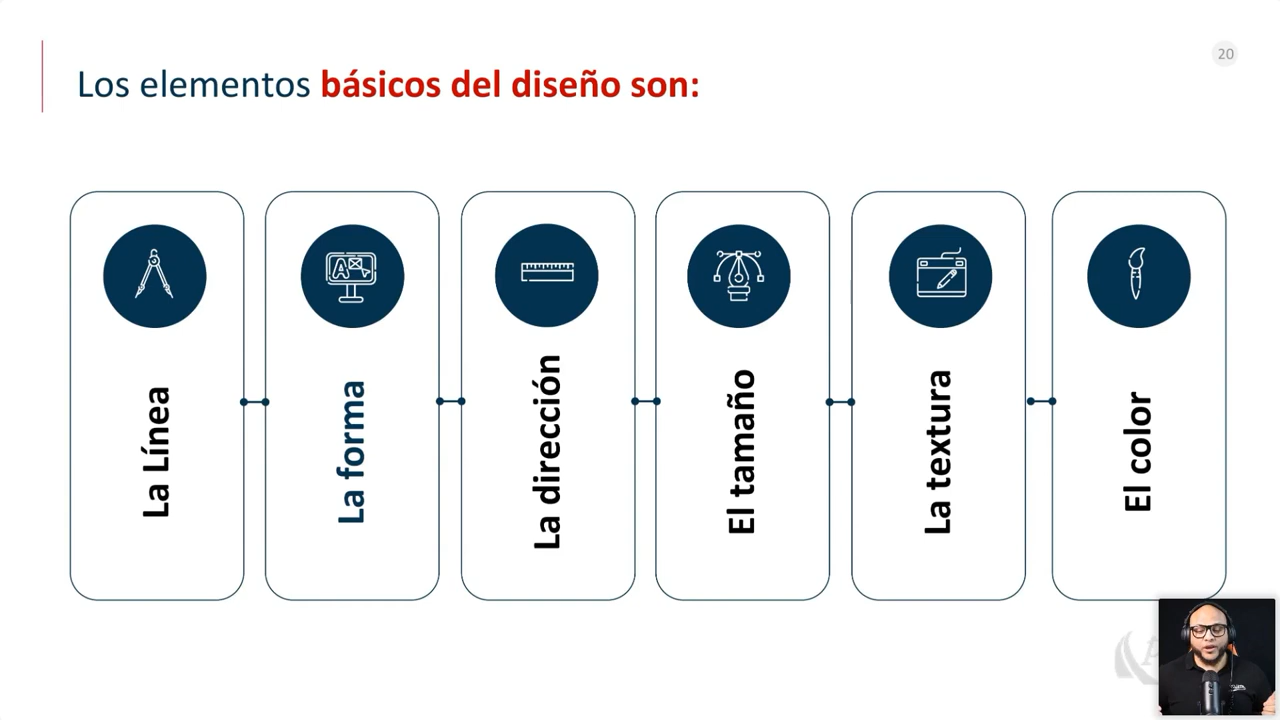 20
Los elementos básicos del diseño son:
La Línea
La forma
La dirección
El tamaño
La textura
El color